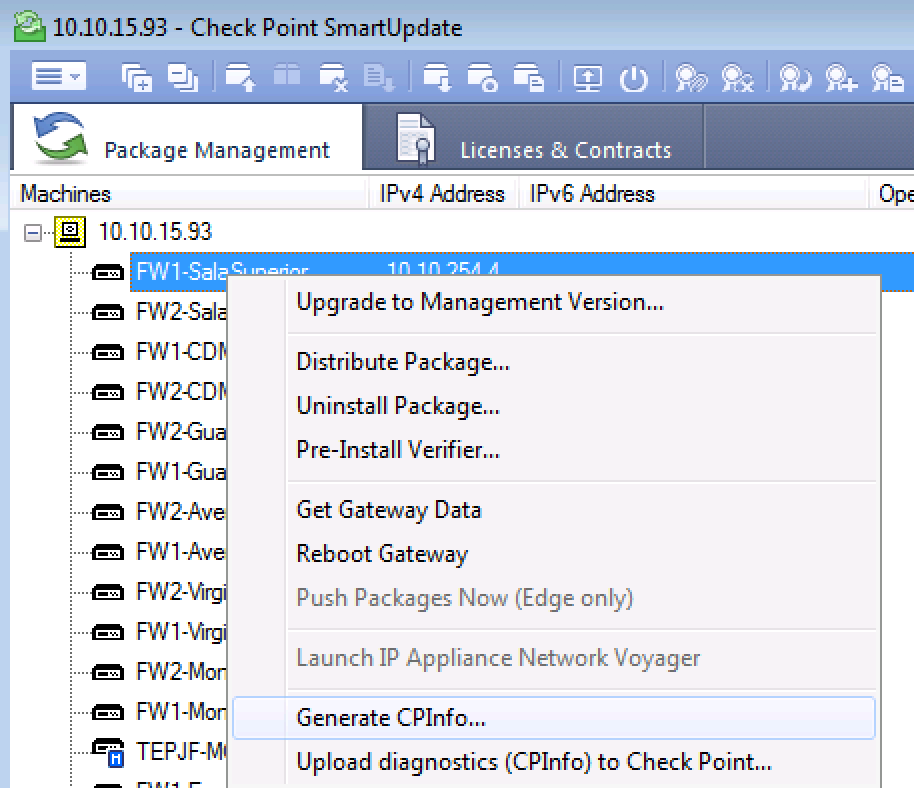 10.10.15.93 - Check Point SmartUpdate
Package Management
Licenses & Contracts
Machines IPv4 Address IPv6 Address Ope
10.10.15.93
FW1-SalaSuperior 10.10.254.4
FW2-Sala
FW1-CDM
FW2-CDM
FW2-Gua
FW1-Gua
FW2-Ave
FW1-Ave
FW2-Virgi
FW1-Virgi
FW2-Mon
FW1-Mon
TEPJF-M
Upgrade to Management Version...
Distribute Package...
Uninstall Package...
Pre-Install Verifier...
Get Gateway Data
Reboot Gateway
Push Packages Now (Edge only)
Launch IP Appliance Network Voyager
Generate CPInfo...
Upload diagnostics (CPInfo) to Check Point...